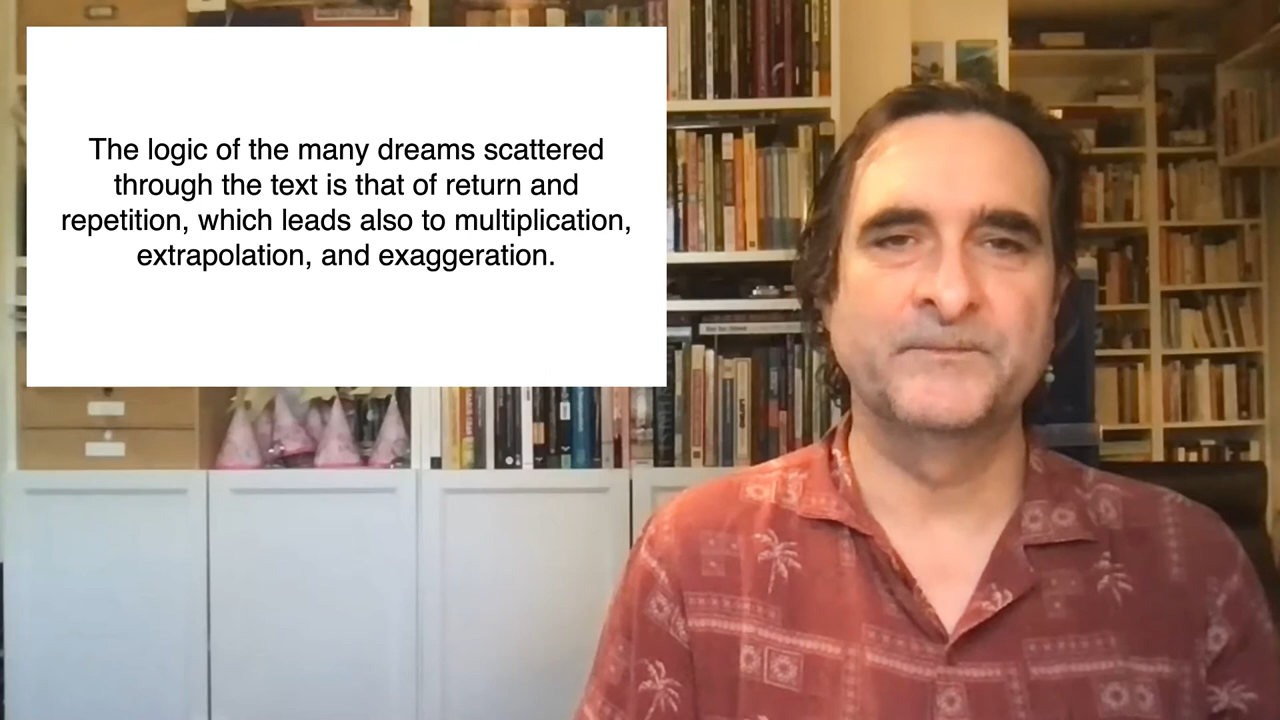 The logic of the many dreams scattered
through the text is that of return and
repetition, which leads also to multiplication,
extrapolation, and exaggeration.